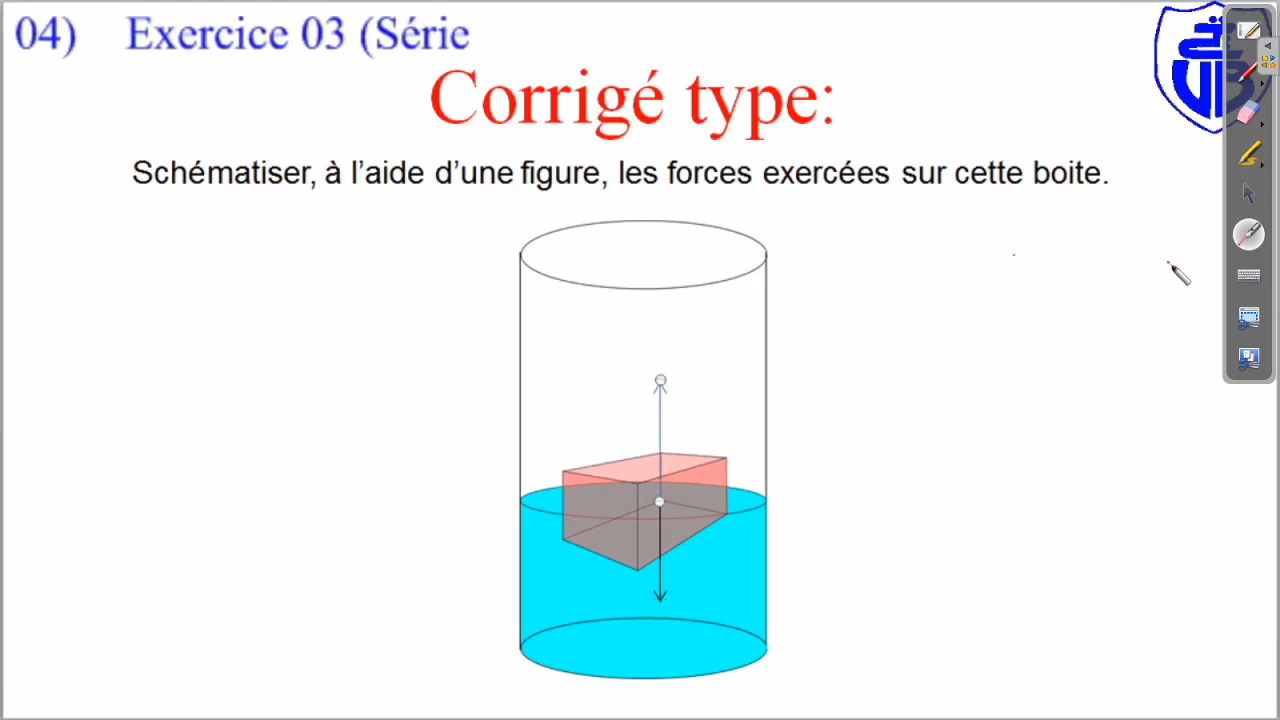 04) Exercice 03 (Série
Corrigé type:
Schématiser, à l’aide d’une figure, les forces exercées sur cette boite.